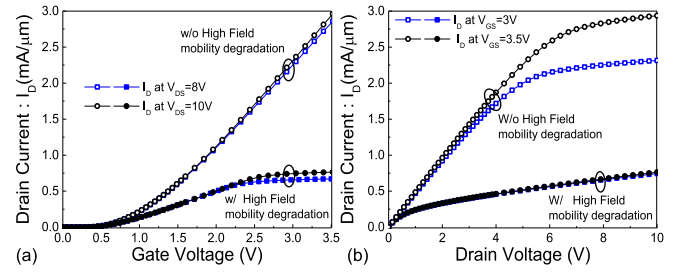 3.0
2.5
2.0
1.5
1.0
0.5
0.0
Drain Current : I_D(mA/μm)
w/o High Field
mobility degradation
I_D at V_DS=8V
I_D at V_DS=10V
w/ High Field
mobility degradation
0.0 0.5 1.0 1.5 2.0 2.5 3.0 3.5
(a) Gate Voltage (V)
3.0
2.5
2.0
1.5
1.0
0.5
0.0
Drain Current : I_D(mA/μm)
I_D at V_GS=3V
I_D at V_GS=3.5V
W/o High Field
mobility degradation
W/ High Field
mobility degradation
0 2 4 6 8 10
(b) Drain Voltage (V)